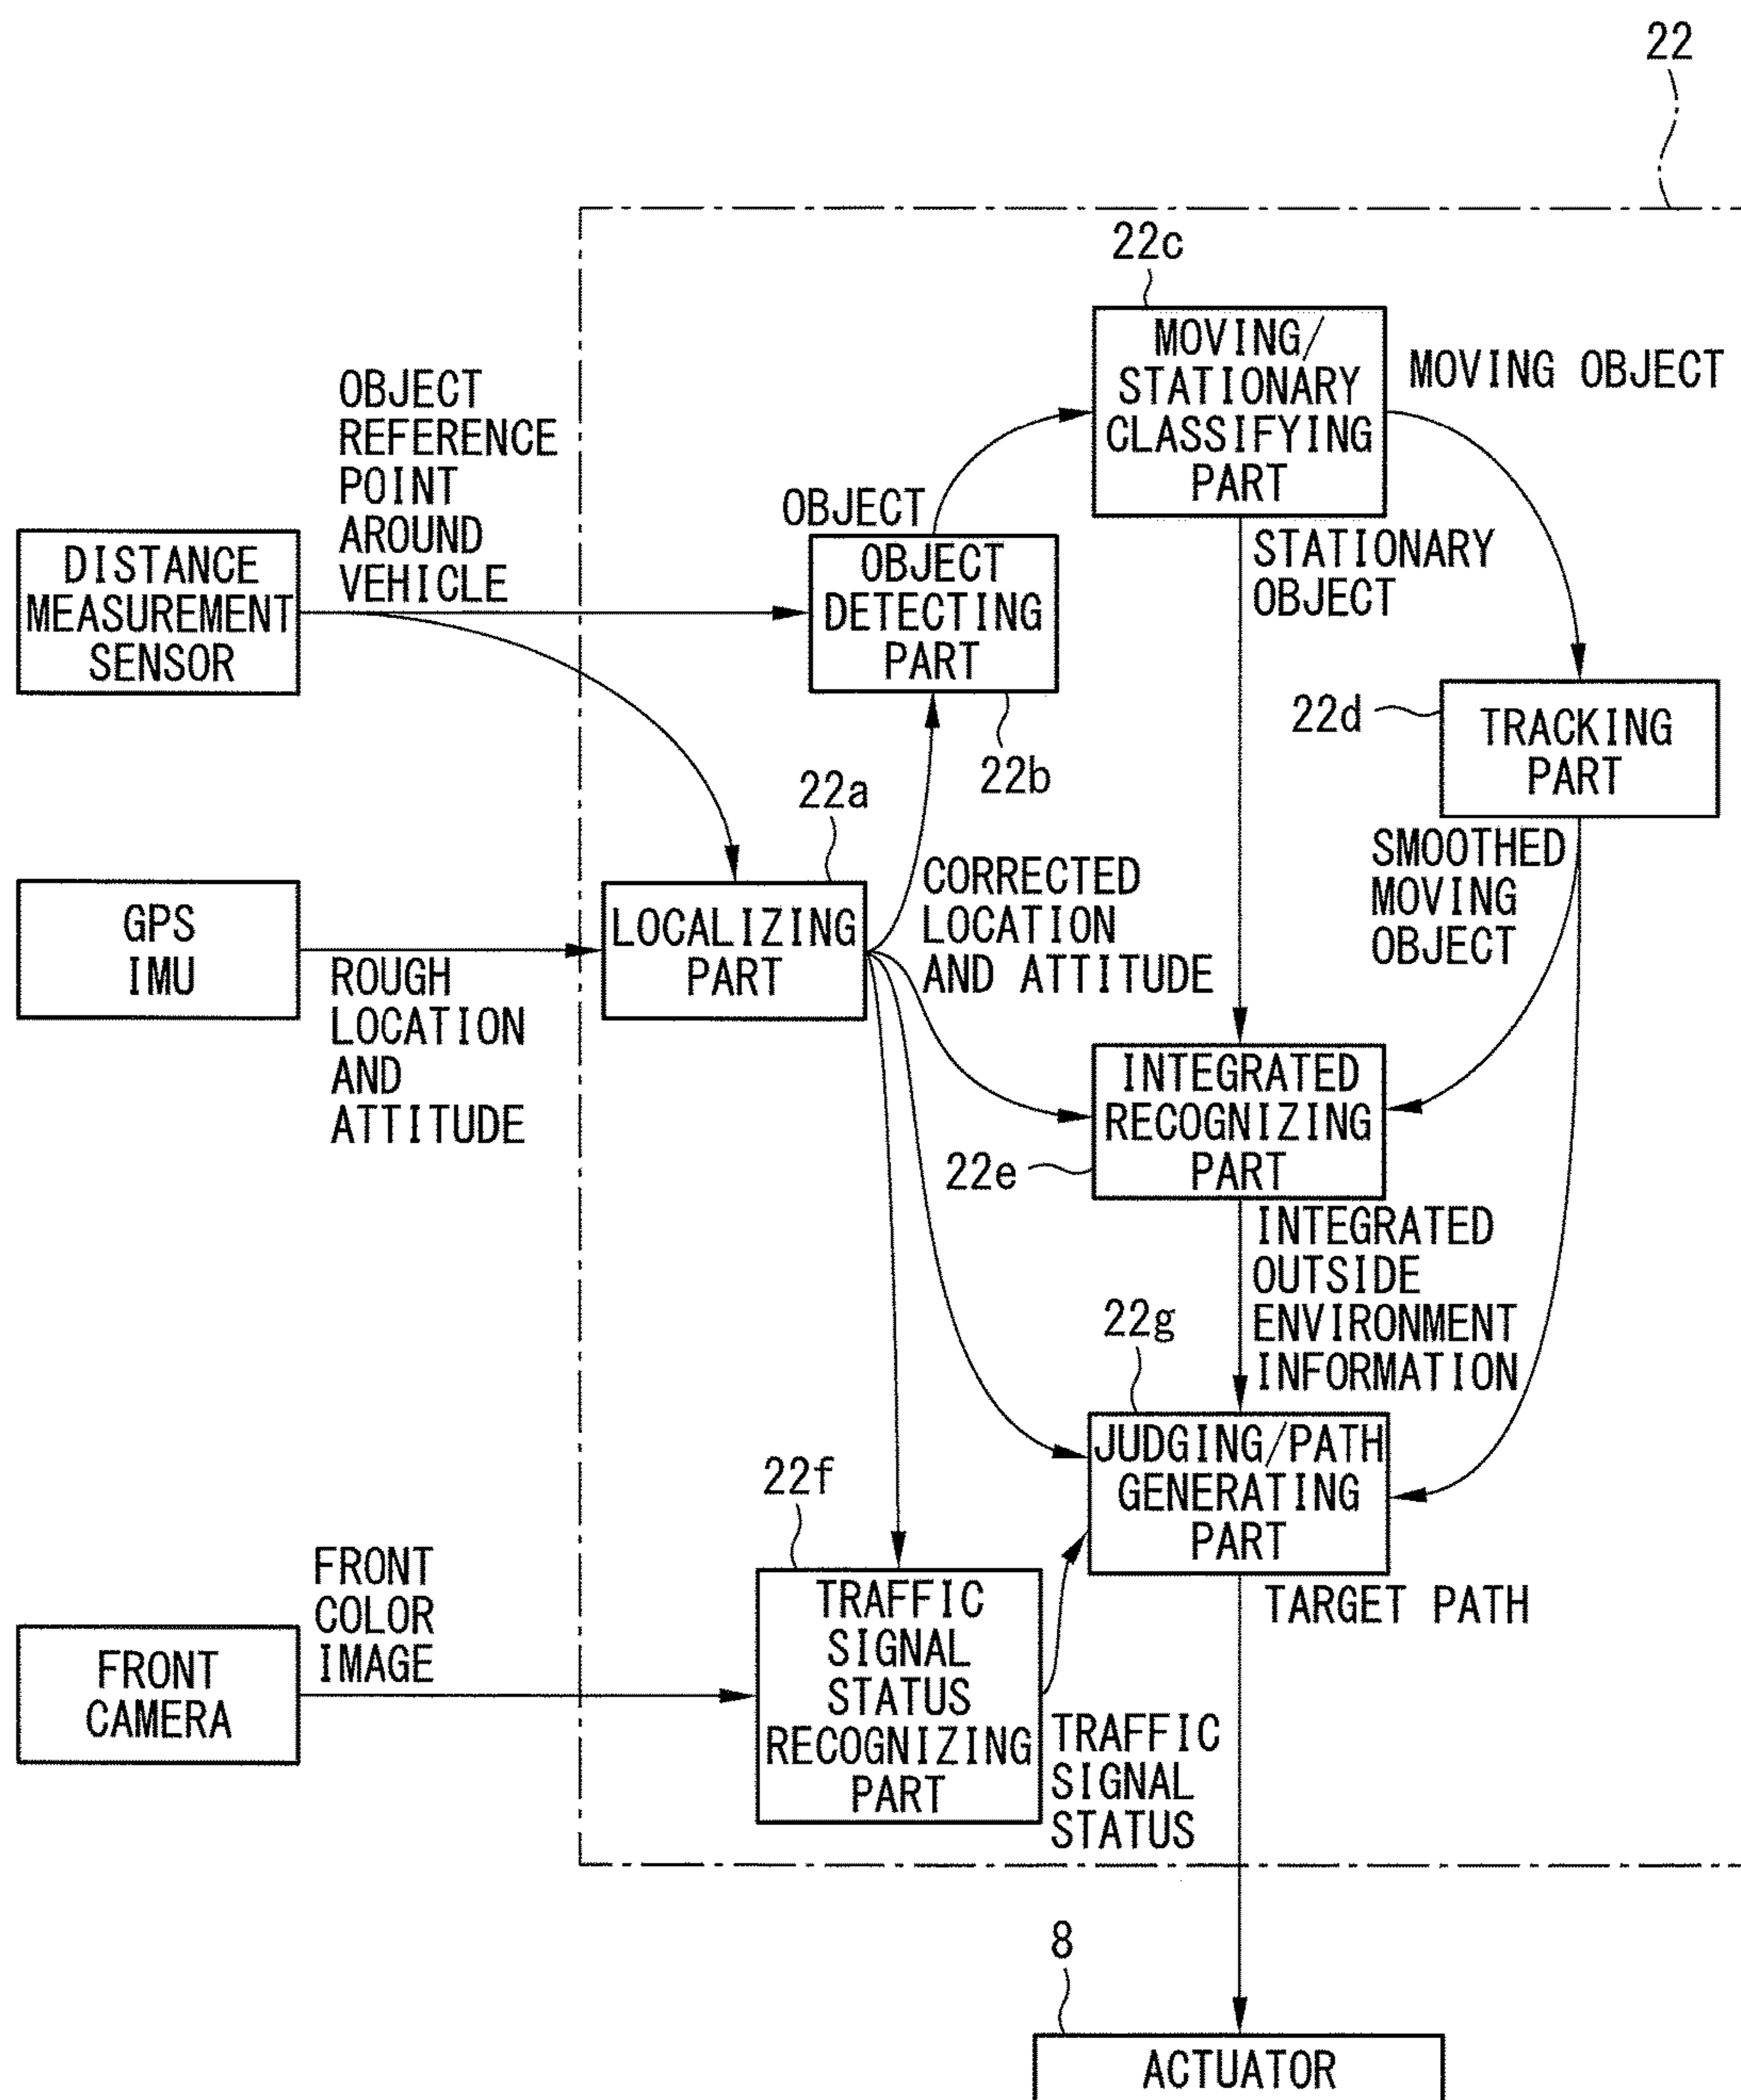 22
22c
MOVING/
STATIONARY
CLASSIFYING
PART
MOVING OBJECT
OBJECT
REFERENCE
POINT
AROUND
VEHICLE
OBJECT
STATIONARY
OBJECT
DISTANCE
MEASUREMENT
SENSOR
OBJECT
DETECTING
PART
22b
22d
TRACKING
PART
22a
GPS
IMU
ROUGH
LOCATION
AND
ATTITUDE
LOCALIZING
PART
CORRECTED
LOCATION
AND ATTITUDE
SMOOTHED
MOVING
OBJECT
INTEGRATED
RECOGNIZING
PART
22e
INTEGRATED
OUTSIDE
ENVIRONMENT
INFORMATION
22g
JUDGING/PATH
GENERATING
PART
22f
FRONT
COLOR
IMAGE
TARGET PATH
FRONT
CAMERA
TRAFFIC
SIGNAL
STATUS
RECOGNIZING
PART
TRAFFIC
SIGNAL
STATUS
8
ACTUATOR